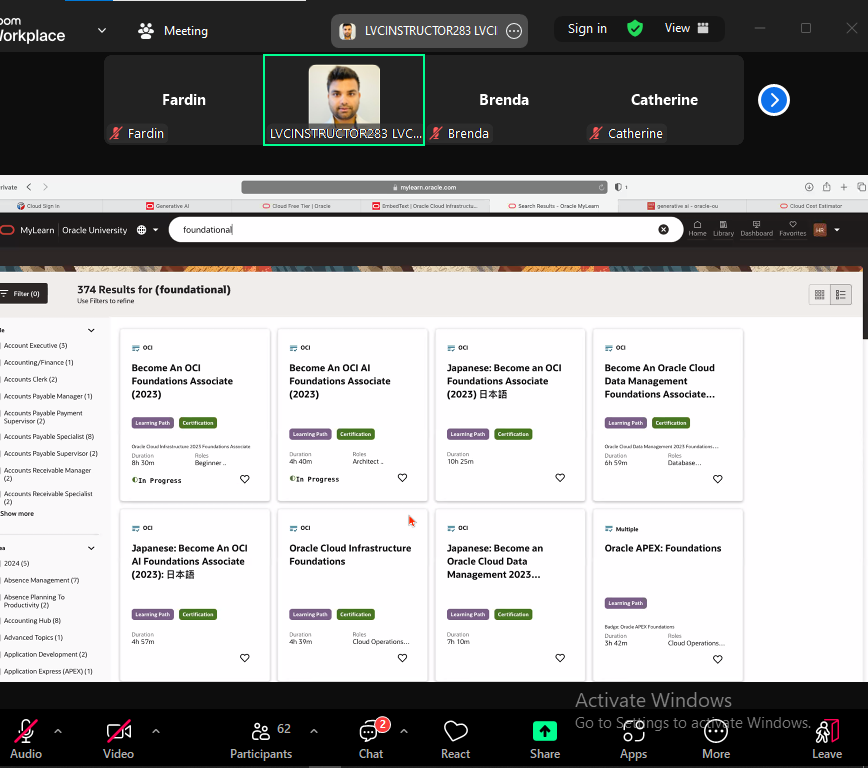 oom
Workplace
Meeting
LVCINSTRUCTOR283 LVCI
Sign in
View
Fardin
Fardin
LVCINSTRUCTOR283 LVC...
Brenda
Brenda
Catherine
Catherine
rivate
mylearn.oracle.com
1
Cloud Sign In
Generative AI
Cloud Free Tier | Oracle
EmbedText | Oracle Cloud Infrastructu...
Search Results - Oracle MyLearn
generative ai - oracle-ou
Cloud Cost Estimator
MyLearn
Oracle University
foundational
Home
Library
Dashboard
Favorites
HR
Filter (0)
374 Results for (foundational)
Use Filters to refine
le
Account Executive (3)
Accounting/Finance (1)
Accounts Clerk (2)
Accounts Payable Manager (1)
Accounts Payable Payment
Supervisor (2)
Accounts Payable Specialist (8)
Accounts Payable Supervisor (2)
Accounts Receivable Manager
(2)
Accounts Receivable Specialist
(2)
Show more
ea
2024 (5)
Absence Management (7)
Absence Planning To
Productivity (2)
Accounting Hub (8)
Advanced Topics (1)
Application Development (2)
Application Express (APEX) (1)
OCI
Become An OCI
Foundations Associate
(2023)
Learning Path
Certification
Oracle Cloud Infrastructure 2023 Foundations Associate
Duration
8h 30m
Roles
Beginner ..
In Progress
OCI
Become An OCI AI
Foundations Associate
(2023)
Learning Path
Certification
Duration
4h 40m
Roles
Architect ..
In Progress
OCI
Japanese: Become an OCI
Foundations Associate
(2023) 日本語
Learning Path
Certification
Duration
10h 25m
OCI
Become An Oracle Cloud
Data Management
Foundations Associate...
Learning Path
Certification
Oracle Cloud Data Management 2023 Foundations...
Duration
6h 59m
Roles
Database...
OCI
Japanese: Become An OCI
AI Foundations Associate
(2023): 日本語
Learning Path
Certification
Duration
4h 57m
OCI
Oracle Cloud Infrastructure
Foundations
Learning Path
Certification
Duration
4h 39m
Roles
Cloud Operations...
OCI
Japanese: Become an
Oracle Cloud Data
Management 2023...
Learning Path
Certification
Duration
7h 10m
Multiple
Oracle APEX: Foundations
Learning Path
Badge: Oracle APEX Foundations
Duration
3h 42m
Roles
Cloud Operations...
Activate Windows
Go to Settings to activate Windows.
Audio
Video
62
Participants
2
Chat
React
Share
Apps
More
Leave